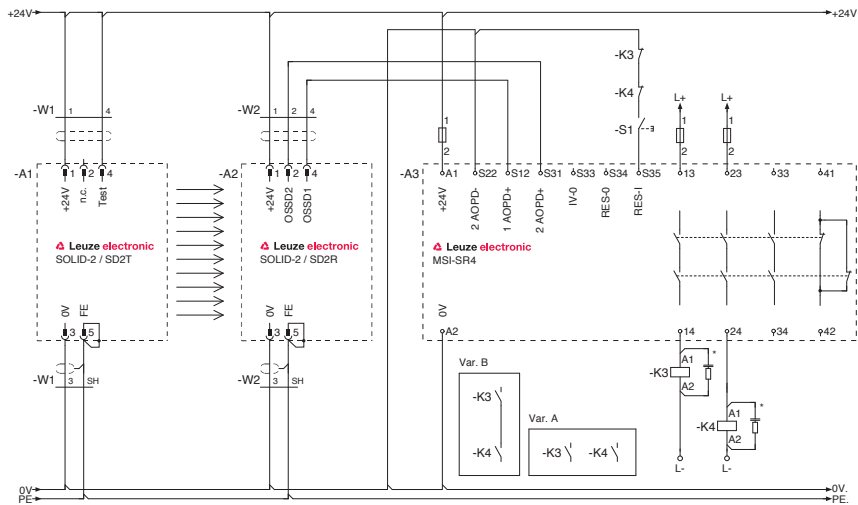 +24V +24V
-K3
-W1 1 4
-W2 1 2 4
-K4 L+ L+
1 -S1 1 1
2 2 2
-A1 1 2 4
-A2 1 2 4
-A3 A1 S22 S12 S31 S33 S34 S35 13 23 33 41
+24V n.c. Test
+24V OSSD2 OSSD1
+24V 2 AOPD- 1 AOPD+ 2 AOPD+ IV-0 RES-0 RES-I
Leuze electronic
SOLID-2 / SD2T
Leuze electronic
SOLID-2 / SD2R
Leuze electronic
MSI-SR4
0V FE
0V FE
0V
3 5
3 5
A2 14 24 34 42
-W1 3 SH
-W2 3 SH
Var. B
-K3
-K4
Var. A
-K3 -K4
-K3 A1 *
A2
-K4 A1 *
A2
L- L-
0V 0V.
PE PE.